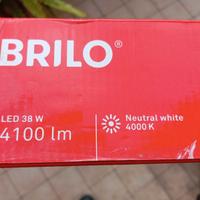 BRILO®
LED 38 W
4100 lm
Neutral white
4000 K